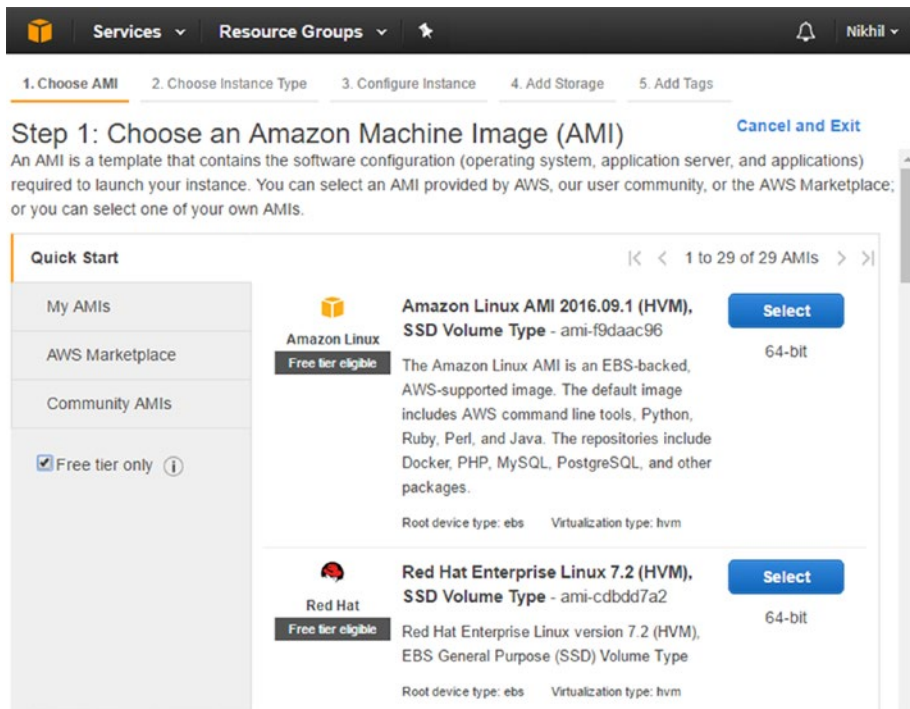 Services Resource Groups Nikhil
1. Choose AMI 2. Choose Instance Type 3. Configure Instance 4. Add Storage 5. Add Tags
Step 1: Choose an Amazon Machine Image (AMI)
Cancel and Exit
An AMI is a template that contains the software configuration (operating system, application server, and applications)
required to launch your instance. You can select an AMI provided by AWS, our user community, or the AWS Marketplace;
or you can select one of your own AMIs.
Quick Start
My AMIs
AWS Marketplace
Community AMIs
Free tier only
1 to 29 of 29 AMIs
Amazon Linux
Free tier eligible
Amazon Linux AMI 2016.09.1 (HVM),
SSD Volume Type - ami-f9daac96
The Amazon Linux AMI is an EBS-backed,
AWS-supported image. The default image
includes AWS command line tools, Python,
Ruby, Perl, and Java. The repositories include
Docker, PHP, MySQL, PostgreSQL, and other
packages.
Root device type: ebs Virtualization type: hvm
Select
64-bit
Red Hat
Free tier eligible
Red Hat Enterprise Linux 7.2 (HVM),
SSD Volume Type - ami-cdbdd7a2
Red Hat Enterprise Linux version 7.2 (HVM),
EBS General Purpose (SSD) Volume Type
Root device type: ebs Virtualization type: hvm
Select
64-bit